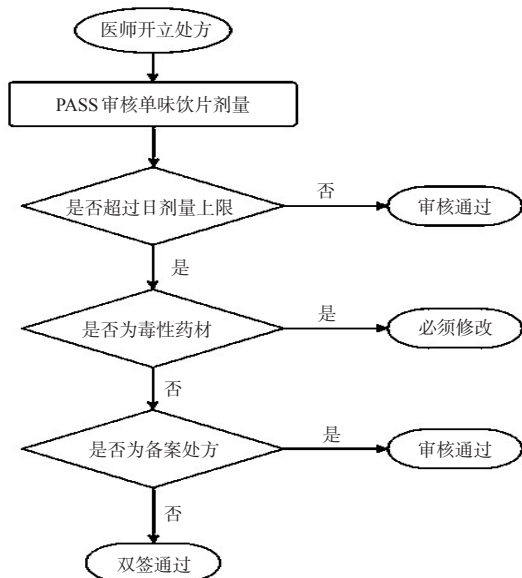 医师开立处方
PASS审核单味饮片剂量
是否超过日剂量上限
否
审核通过
是
是否为毒性药材
是
必须修改
否
是否为备案处方
是
审核通过
否
双签通过